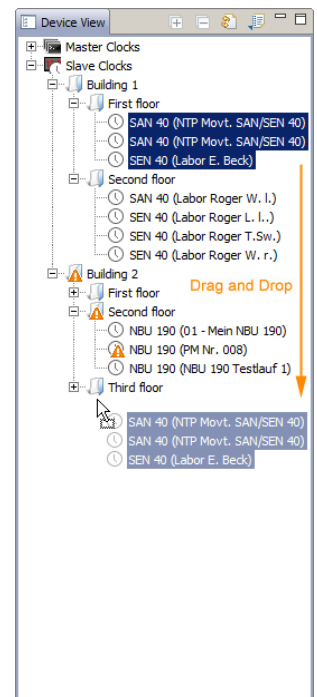 Device View
Master Clocks
Slave Clocks
Building 1
First floor
SAN 40 (NTP Movt. SAN/SEN 40)
SAN 40 (NTP Movt. SAN/SEN 40)
SEN 40 (Labor E. Beck)
Second floor
SAN 40 (Labor Roger W. l.)
SEN 40 (Labor Roger L. l..)
SEN 40 (Labor Roger T.Sw.)
SEN 40 (Labor Roger W. r.)
Building 2
First floor
Drag and Drop
Second floor
NBU 190 (01 - Mein NBU 190)
NBU 190 (PM Nr. 008)
NBU 190 (NBU 190 Testlauf 1)
Third floor
SAN 40 (NTP Movt. SAN/SEN 40)
SAN 40 (NTP Movt. SAN/SEN 40)
SEN 40 (Labor E. Beck)